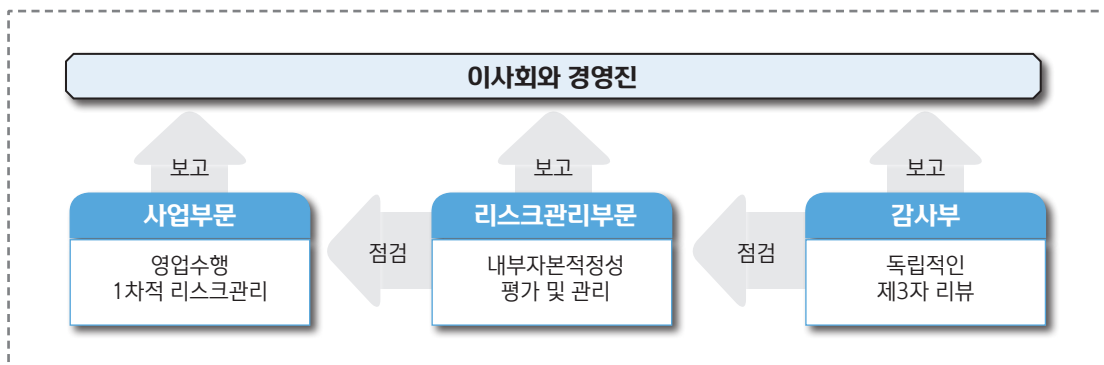 이사회와 경영진
보고
보고
보고
사업부문
영업수행
1차적 리스크관리
점검
리스크관리부문
내부자본적정성
평가 및 관리
점검
감사부
독립적인
제3자 리뷰